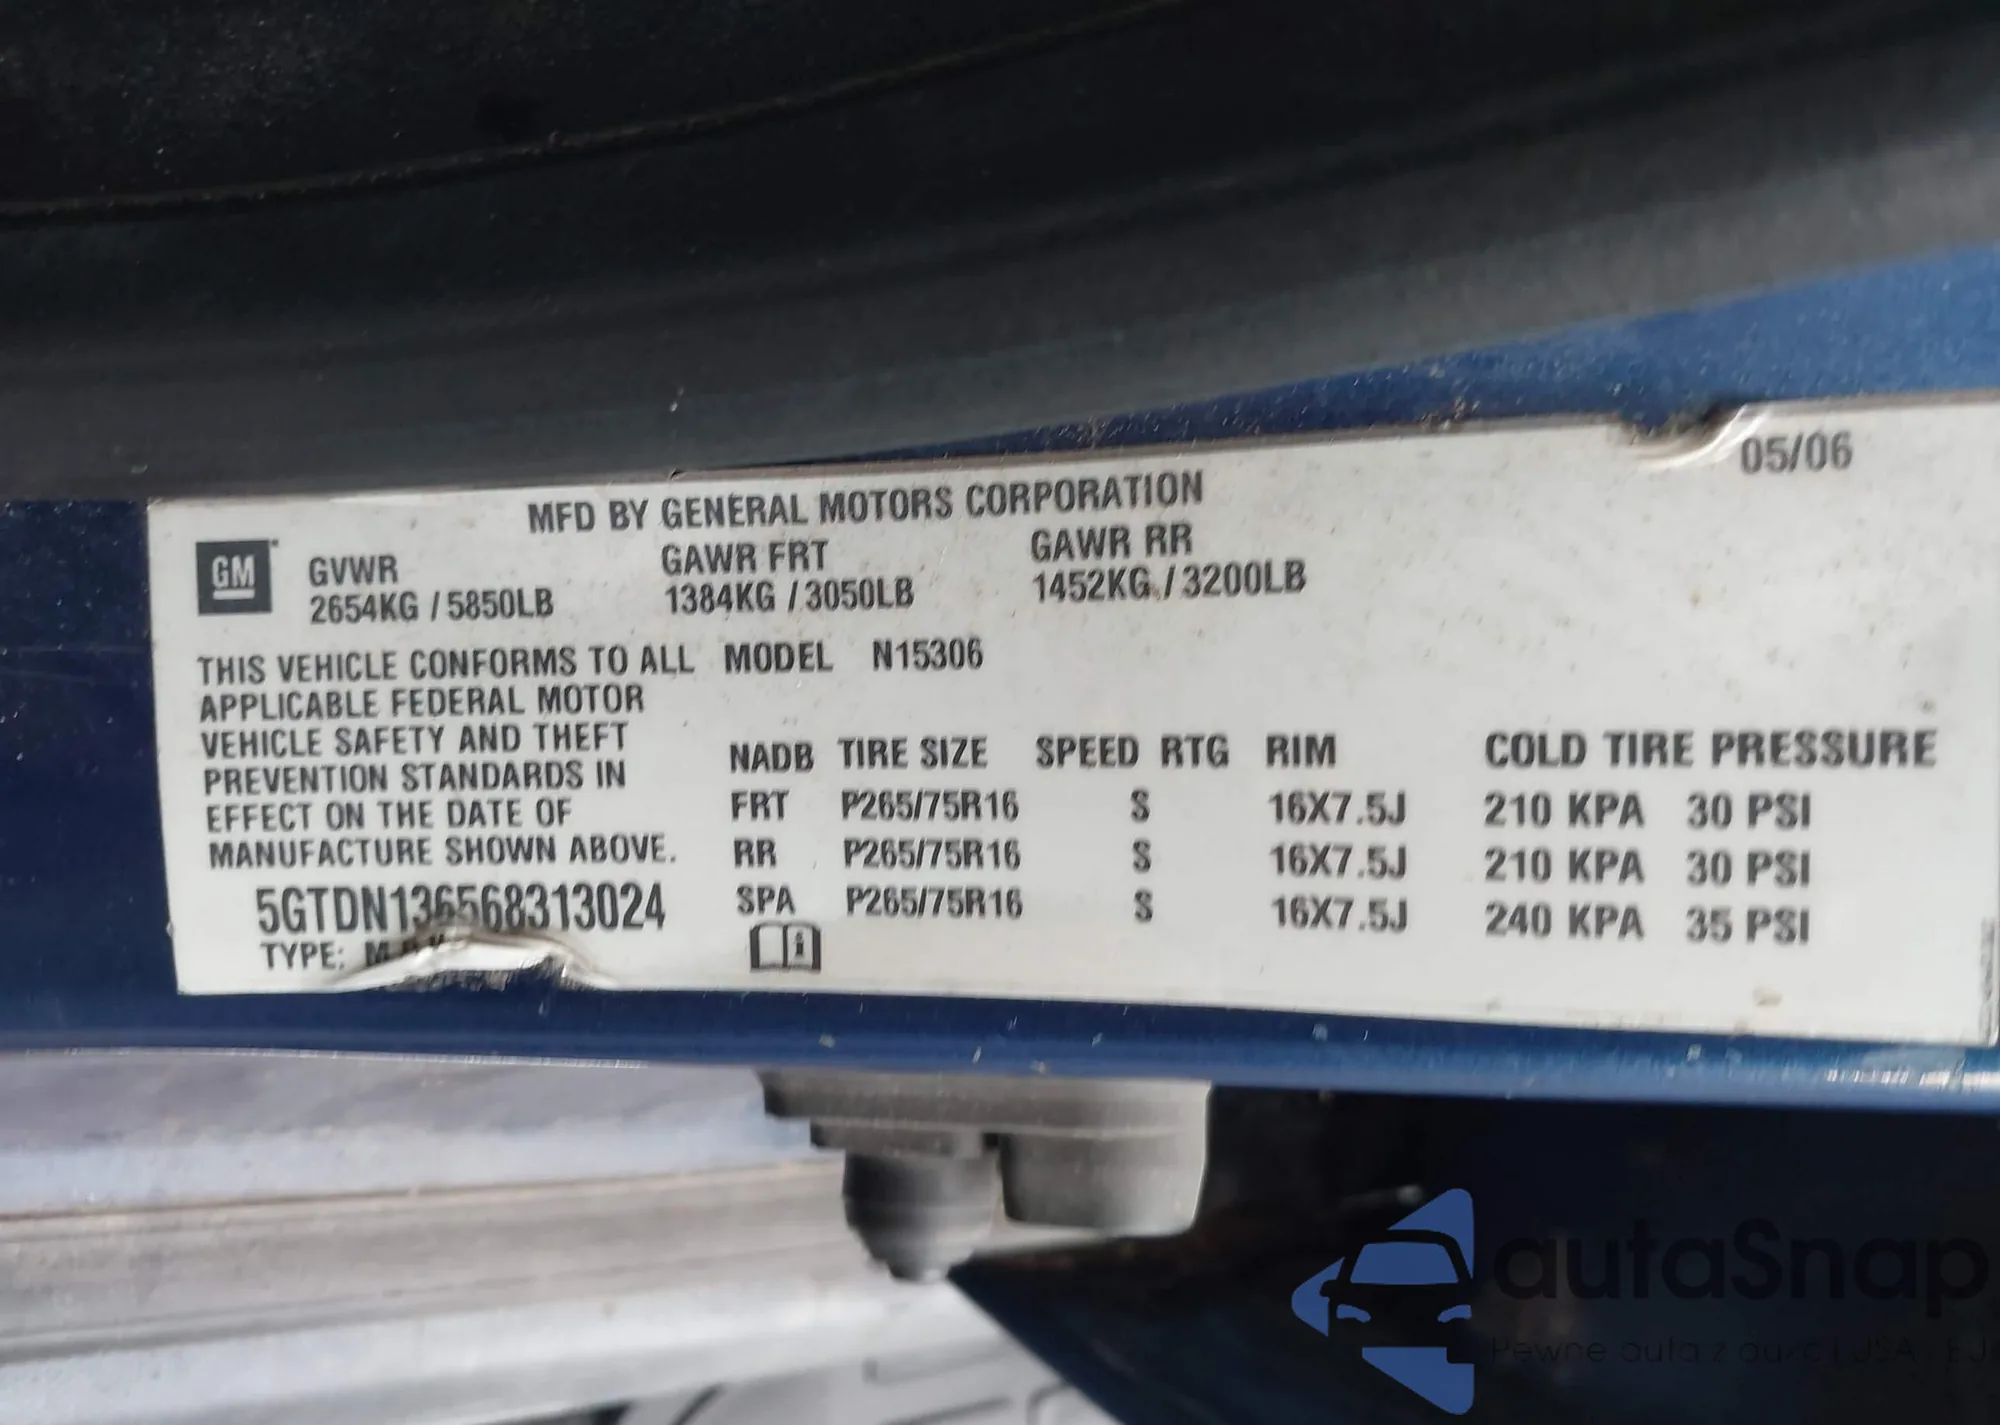 05/06
MFD BY GENERAL MOTORS CORPORATION
GM
GVWR GAWR FRT GAWR RR
2654KG / 5850LB 1384KG / 3050LB 1452KG / 3200LB
THIS VEHICLE CONFORMS TO ALL MODEL N15306
APPLICABLE FEDERAL MOTOR
VEHICLE SAFETY AND THEFT
PREVENTION STANDARDS IN
EFFECT ON THE DATE OF
MANUFACTURE SHOWN ABOVE.
5GTDN136568313024
TYPE:
NADB TIRE SIZE SPEED RTG RIM COLD TIRE PRESSURE
FRT P265/75R16 S 16X7.5J 210 KPA 30 PSI
RR P265/75R16 S 16X7.5J 210 KPA 30 PSI
SPA P265/75R16 S 16X7.5J 240 KPA 35 PSI
i
autaSnap
Pewne auta z